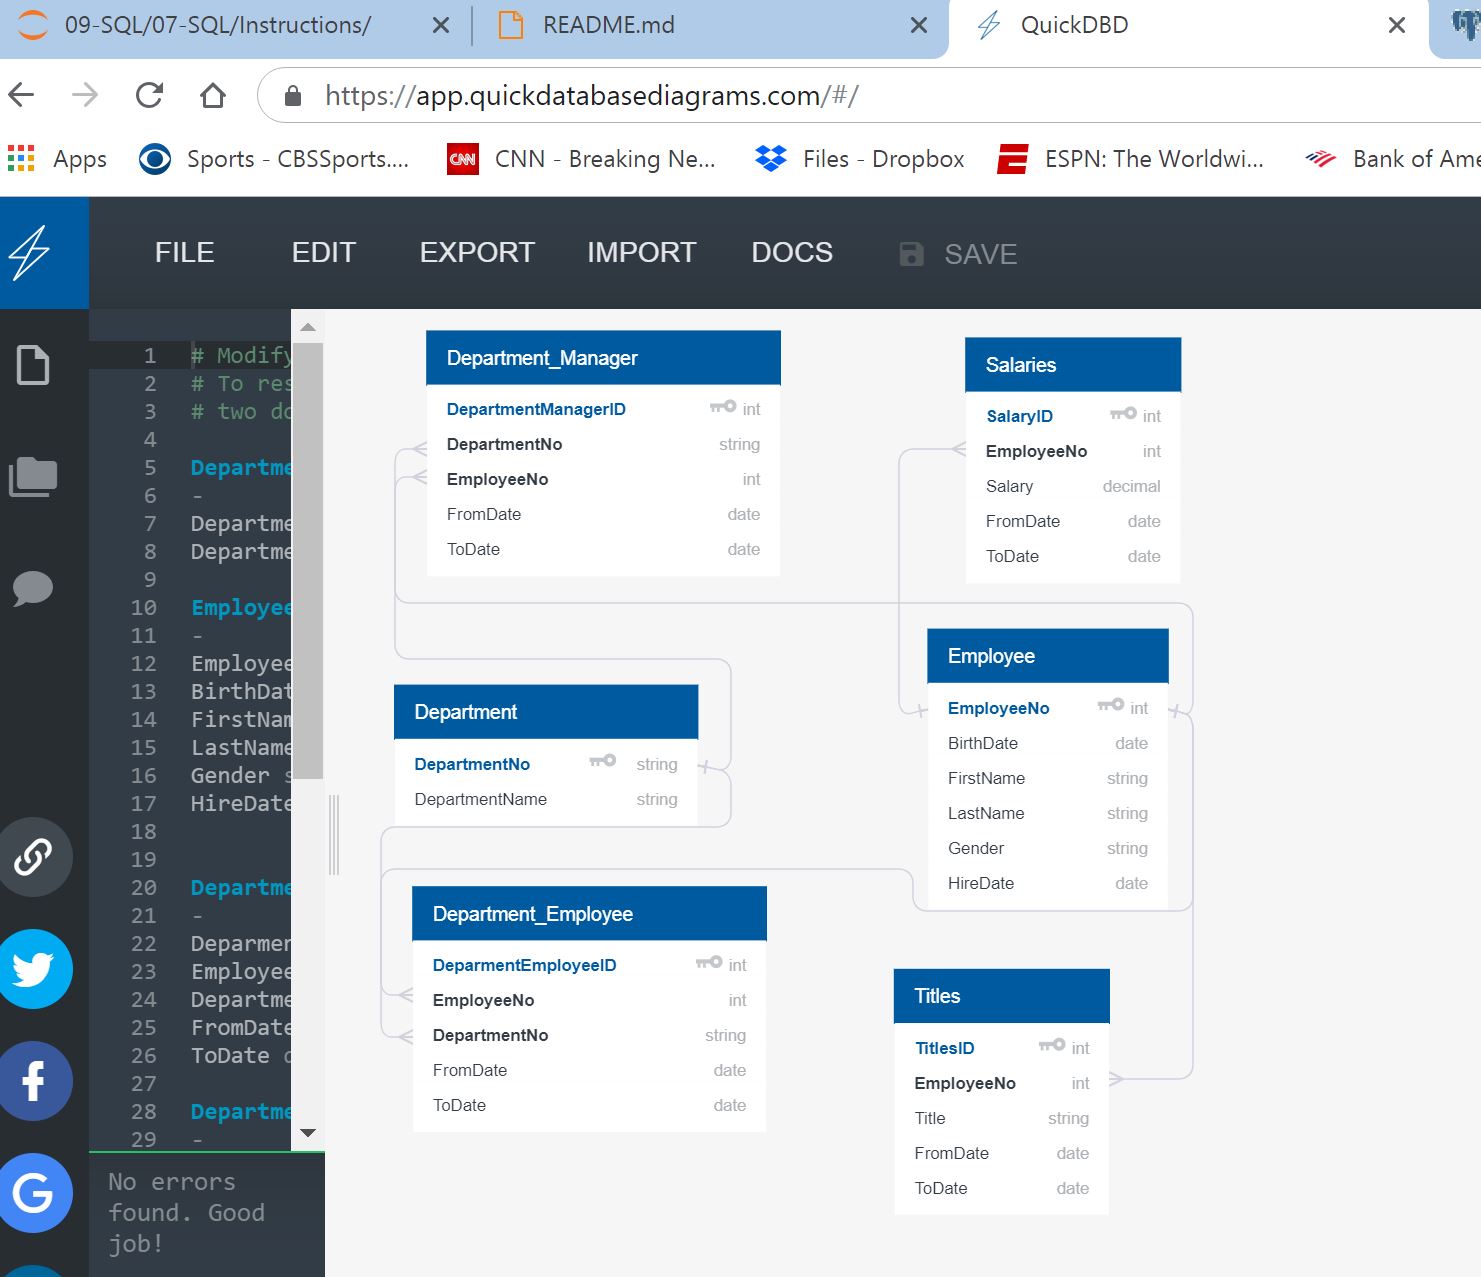 09-SQL/07-SQL/Instructions/
README.md
QuickDBD
https://app.quickdatabasediagrams.com/#/
Apps
Sports - CBSSports....
CNN
CNN - Breaking Ne...
Files - Dropbox
ESPN: The Worldwi...
Bank of Ame
FILE EDIT EXPORT IMPORT DOCS SAVE
1 # Modify
2 # To res
3 # two do
4
5 Departme
6 -
7 Departme
8 Departme
9
10 Employee
11 -
12 Employee
13 BirthDat
14 FirstNam
15 LastName
16 Gender s
17 HireDate
18
19
20 Departme
21 -
22 Deparmen
23 Employee
24 Departme
25 FromDate
26 ToDate d
27
28 Departme
29 -
No errors
found. Good
job!
Department_Manager
DepartmentManagerID int
DepartmentNo string
EmployeeNo int
FromDate date
ToDate date
Salaries
SalaryID int
EmployeeNo int
Salary decimal
FromDate date
ToDate date
Department
DepartmentNo string
DepartmentName string
Employee
EmployeeNo int
BirthDate date
FirstName string
LastName string
Gender string
HireDate date
Department_Employee
DeparmentEmployeeID int
EmployeeNo int
DepartmentNo string
FromDate date
ToDate date
Titles
TitlesID int
EmployeeNo int
Title string
FromDate date
ToDate date